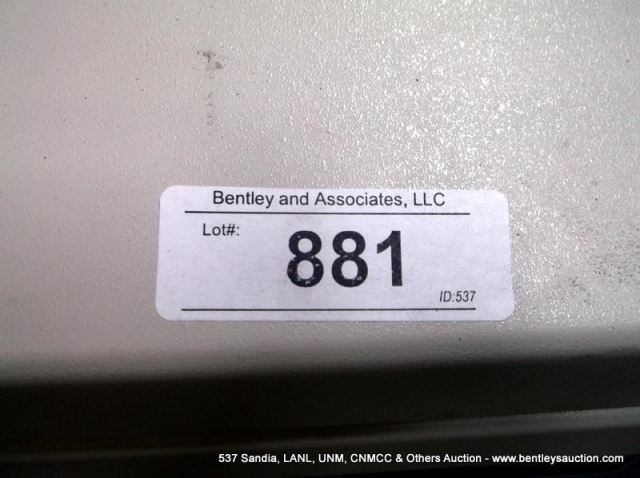 Bentley and Associates, LLC
Lot#:
881
ID:537
537 Sandia, LANL, UNM, CNMCC & Others Auction - www.bentleysauction.com